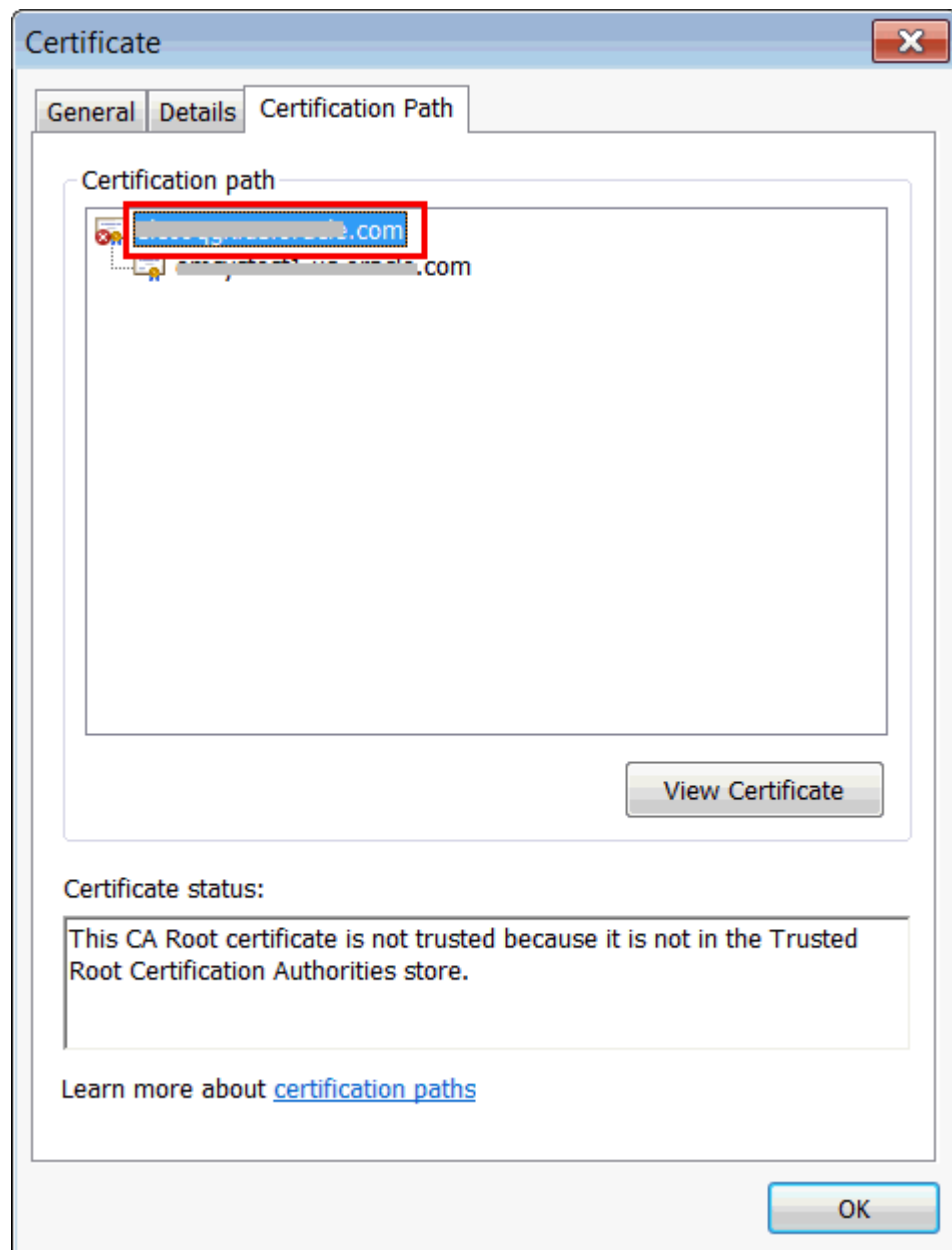 Certificate
General Details Certification Path
Certification path
.com
.com
View Certificate
Certificate status:
This CA Root certificate is not trusted because it is not in the Trusted
Root Certification Authorities store.
Learn more about certification paths
OK